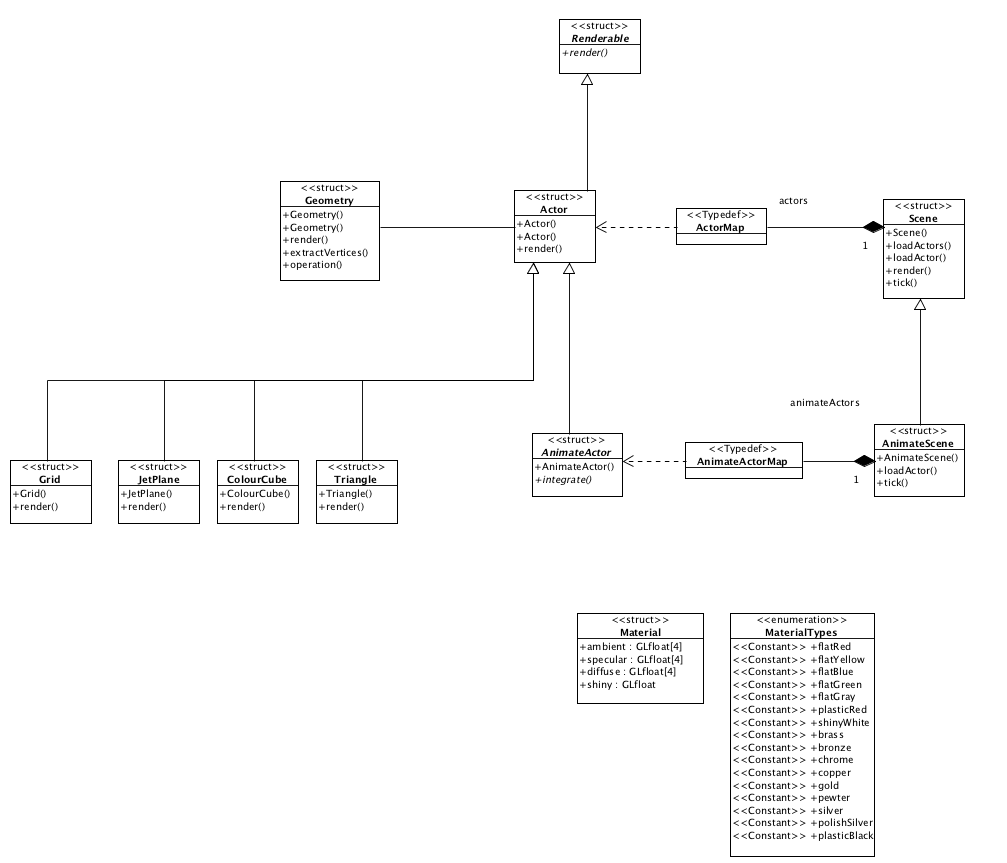 <<struct>>
Renderable
+render()
<<struct>>
Geometry
+Geometry()
+Geometry()
+render()
+extractVertices()
+operation()
<<struct>>
Actor
+Actor()
+Actor()
+render()
<<Typedef>>
ActorMap
actors
1
<<struct>>
Scene
+Scene()
+loadActors()
+loadActor()
+render()
+tick()
<<struct>>
Grid
+Grid()
+render()
<<struct>>
JetPlane
+JetPlane()
+render()
<<struct>>
ColourCube
+ColourCube()
+render()
<<struct>>
Triangle
+Triangle()
+render()
<<struct>>
AnimateActor
+AnimateActor()
+integrate()
<<Typedef>>
AnimateActorMap
animateActors
1
<<struct>>
AnimateScene
+AnimateScene()
+loadActor()
+tick()
<<struct>>
Material
+ambient : GLfloat[4]
+specular : GLfloat[4]
+diffuse : GLfloat[4]
+shiny : GLfloat
<<enumeration>>
MaterialTypes
<<Constant>> +flatRed
<<Constant>> +flatYellow
<<Constant>> +flatBlue
<<Constant>> +flatGreen
<<Constant>> +flatGray
<<Constant>> +plasticRed
<<Constant>> +shinyWhite
<<Constant>> +brass
<<Constant>> +bronze
<<Constant>> +chrome
<<Constant>> +copper
<<Constant>> +gold
<<Constant>> +pewter
<<Constant>> +silver
<<Constant>> +polishSilver
<<Constant>> +plasticBlack